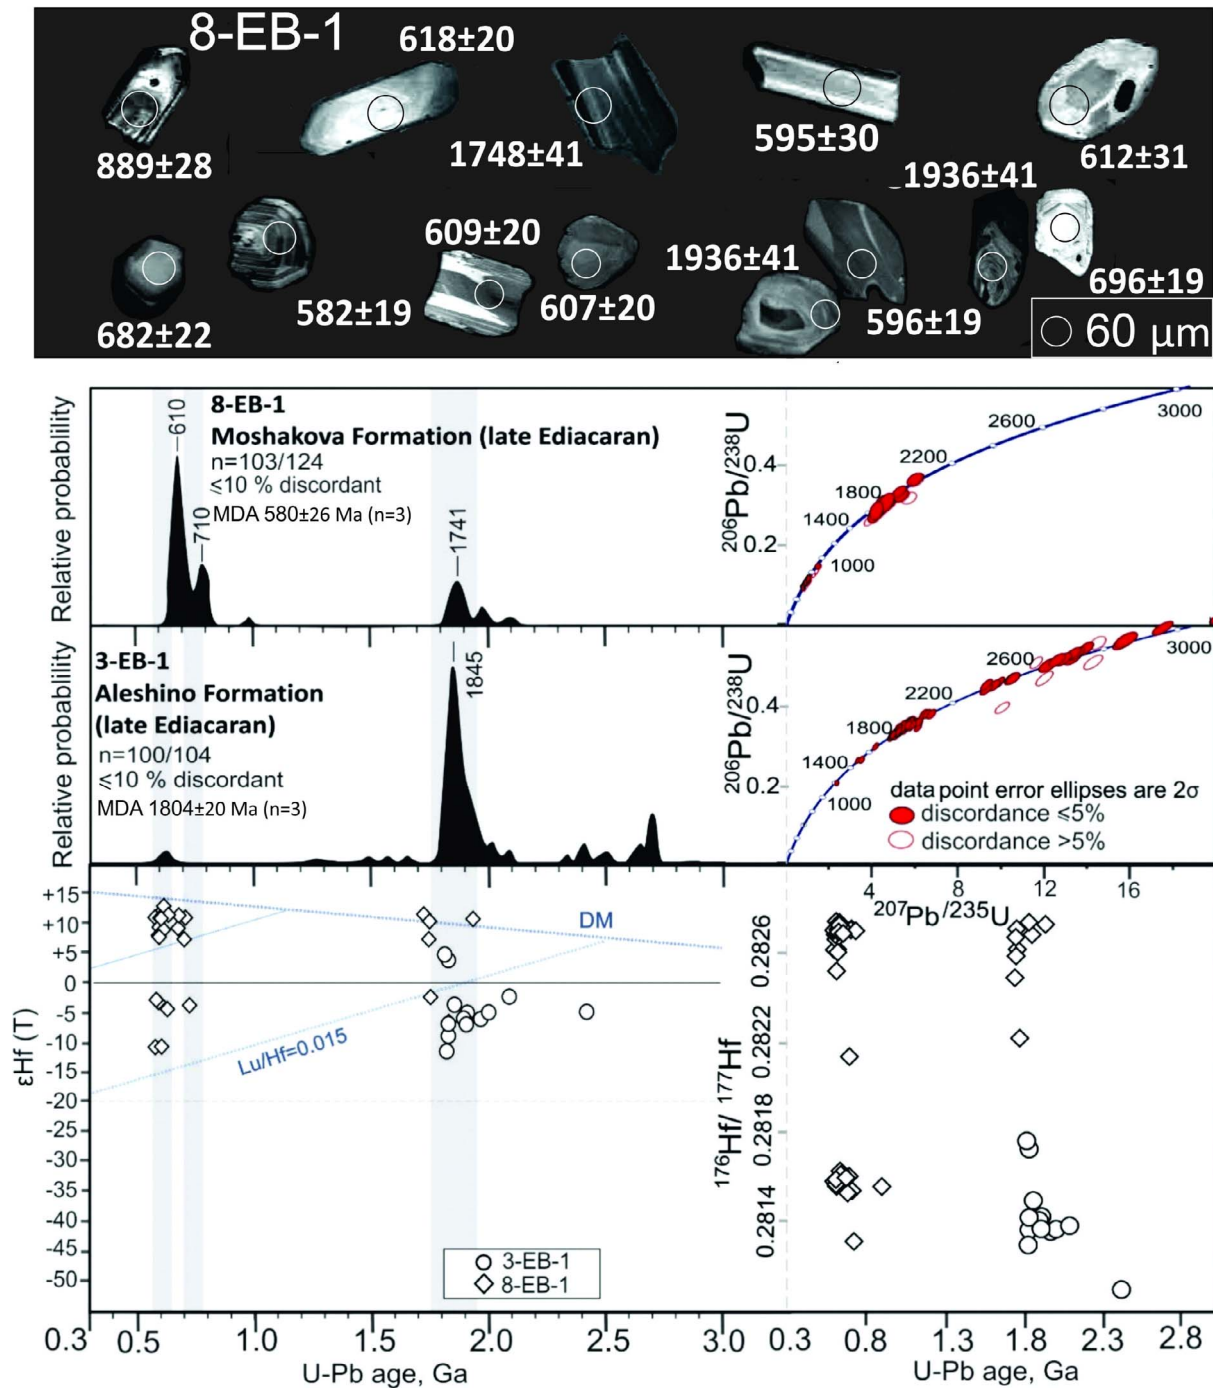 8-EB-1
618±20
889±28
1748±41
595±30
612±31
1936±41
682±22
582±19
609±20
607±20
1936±41
596±19
696±19
60 µm
Relative probablility
610
710
8-EB-1
Moshakova Formation (late Ediacaran)
n=103/124
⩽10 % discordant
MDA 580±26 Ma (n=3)
1741
206Pb/238U
0.4
0.2
1000
1400
1800
2200
2600
3000
Relative probablility
3-EB-1
Aleshino Formation
(late Ediacaran)
n=100/104
⩽10 % discordant
MDA 1804±20 Ma (n=3)
1845
206Pb/238U
0.4
0.2
1000
1400
1800
2200
2600
3000
data point error ellipses are 2σ
discordance ⩽5%
discordance >5%
4 8 12 16
207Pb/235U
εHf (T)
+15
+10
+5
0
-5
-10
-15
-20
-25
-30
-35
-40
-45
-50
DM
Lu/Hf=0.015
3-EB-1
8-EB-1
0.3 0.5 1.0 1.5 2.0 2.5 3.0
U-Pb age, Ga
176Hf/ 177Hf
0.2826
0.2822
0.2818
0.2814
0.3 0.8 1.3 1.8 2.3 2.8
U-Pb age, Ga